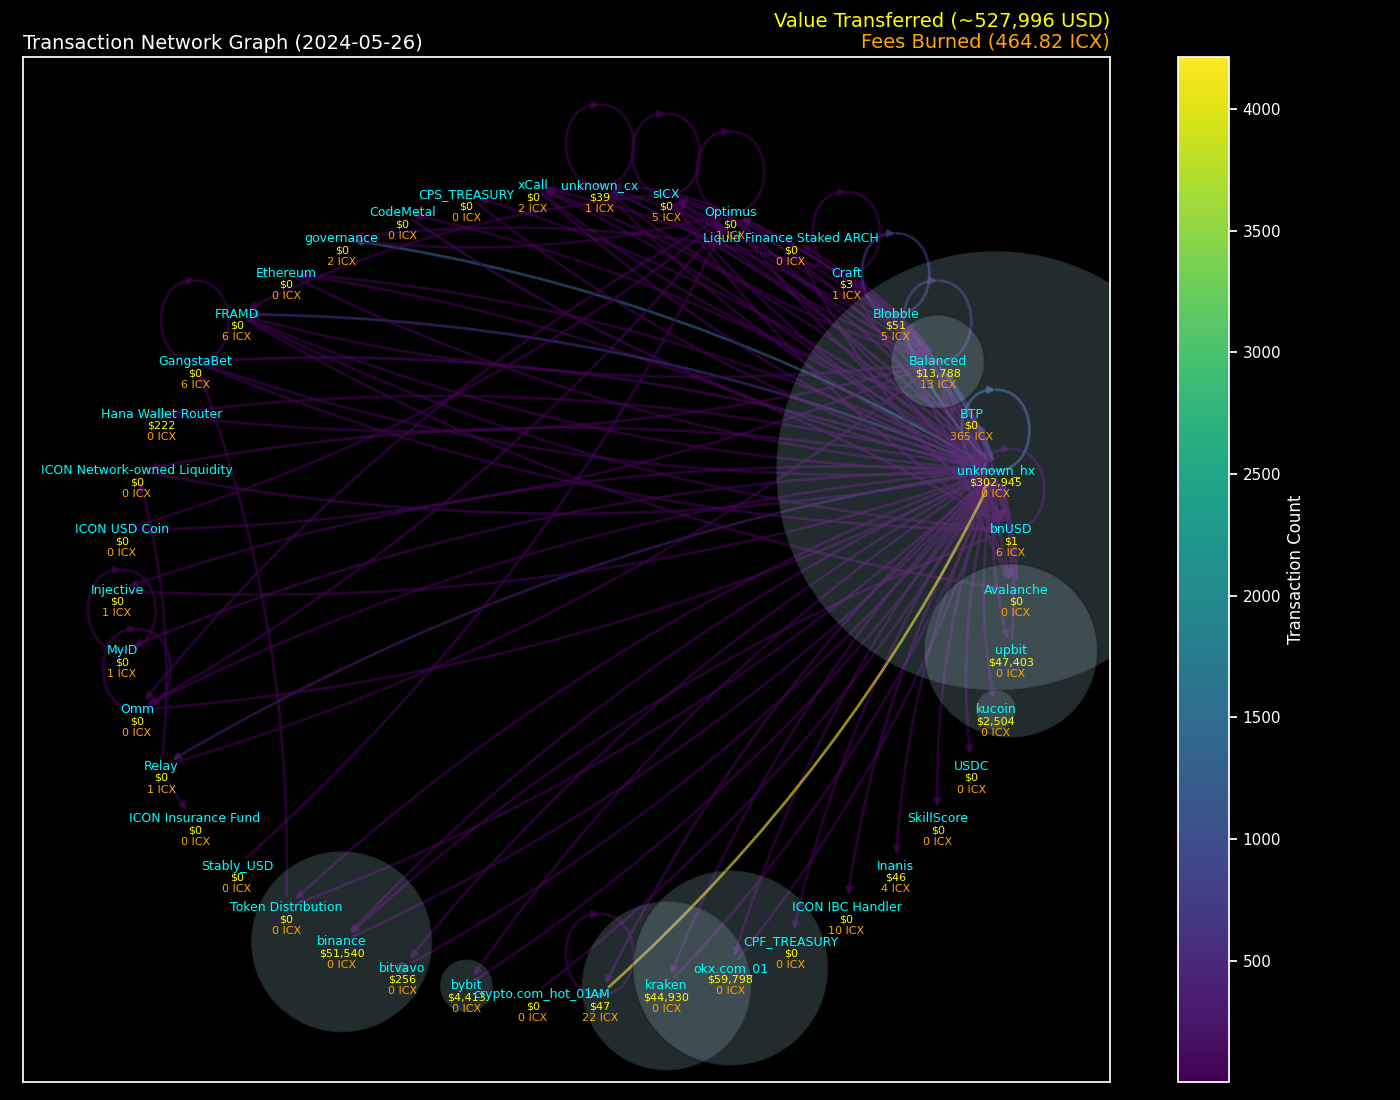 Value Transferred (~527,996 USD)
Transaction Network Graph (2024-05-26)
Fees Burned (464.82 ICX)
xCall
$0
2 ICX
unknown_cx
$39
1 ICX
CPS_TREASURY
$0
0 ICX
sICX
$0
5 ICX
CodeMetal
$0
0 ICX
Optimus
$0
1 ICX
governance
$0
2 ICX
Liquid Finance Staked ARCH
$0
0 ICX
Ethereum
$0
0 ICX
Craft
$3
1 ICX
FRAMD
$0
6 ICX
Blobble
$51
5 ICX
GangstaBet
$0
6 ICX
Balanced
$13,788
13 ICX
Hana Wallet Router
$222
0 ICX
BTP
$0
365 ICX
ICON Network-owned Liquidity
$0
0 ICX
unknown_hx
$302,945
0 ICX
ICON USD Coin
$0
0 ICX
bnUSD
$1
6 ICX
Injective
$0
1 ICX
Avalanche
$0
0 ICX
MyID
$0
1 ICX
upbit
$47,403
0 ICX
Omm
$0
0 ICX
kucoin
$2,504
0 ICX
Relay
$0
1 ICX
USDC
$0
0 ICX
ICON Insurance Fund
$0
0 ICX
SkillScore
$0
0 ICX
Stably_USD
$0
0 ICX
Inanis
$46
4 ICX
Token Distribution
$0
0 ICX
ICON IBC Handler
$0
10 ICX
binance
$51,540
0 ICX
CPF_TREASURY
$0
0 ICX
bitvavo
$256
0 ICX
okx.com_01
$59,798
0 ICX
bybit
0 ICX
kraken
$44,930
0 ICX
$0
0 ICX
$47
22 ICX
4000
3500
3000
2500
2000
1500
1000
500
Transaction Count